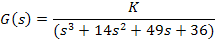 G(s) = K / (s³ + 14s² + 49s + 36)